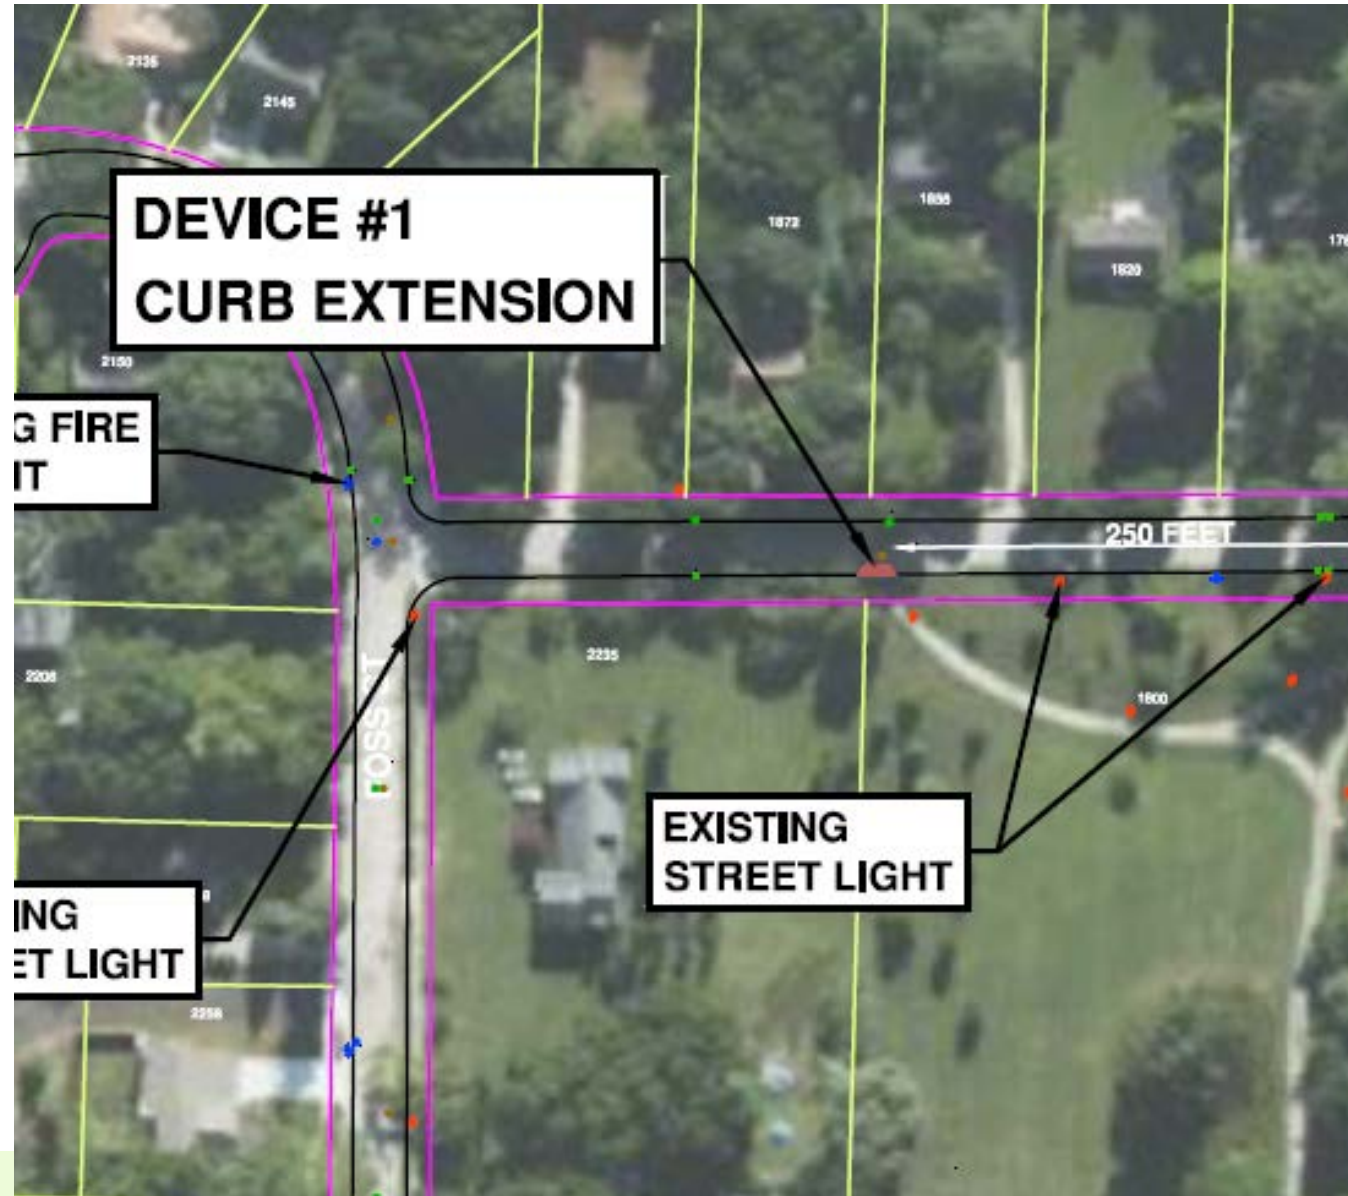 2135
2145
DEVICE #1
CURB EXTENSION
1872
1820
2150
G FIRE
IT
250 FEET
2235
2208
1800
EXISTING
STREET LIGHT
ING
ET LIGHT
2258